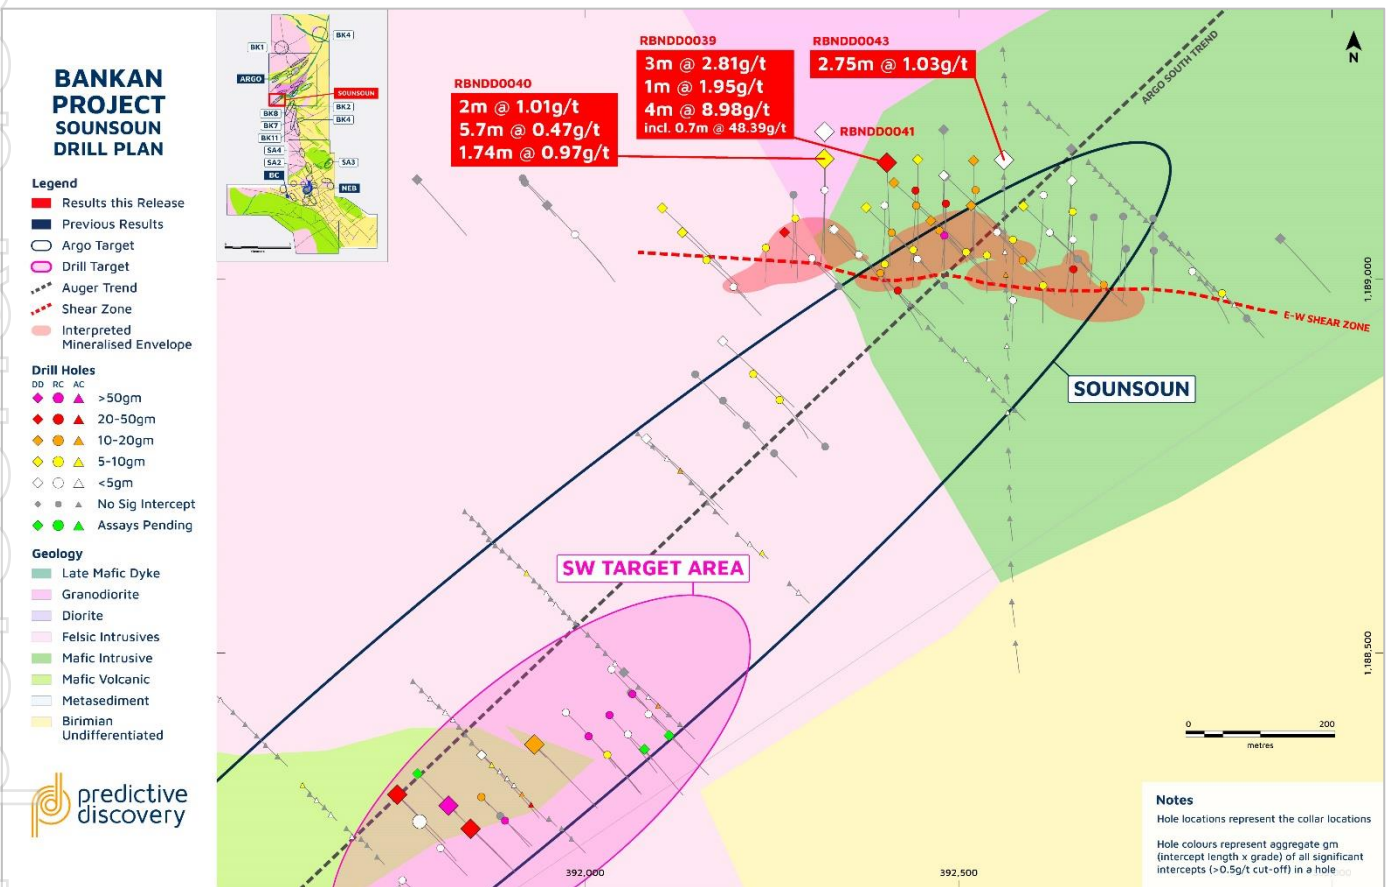 BANKAN
PROJECT
SOUNSOUN
DRILL PLAN
Legend
Results this Release
Previous Results
Argo Target
Drill Target
Auger Trend
Shear Zone
Interpreted
Mineralised Envelope
Drill Holes
DD RC AC
>50gm
20-50gm
10-20gm
5-10gm
<5gm
No Sig Intercept
Assays Pending
Geology
Late Mafic Dyke
Granodiorite
Diorite
Felsic Intrusives
Mafic Intrusive
Mafic Volcanic
Metasediment
Birimian
Undifferentiated
predictive
discovery
BK1
BK4
ARGO
SOUNSOUN
BK2
BK8
BK4
BK7
BK11
SA4
SA2
SA3
BC
NEB
RBNDD0040
2m @ 1.01g/t
5.7m @ 0.47g/t
1.74m @ 0.97g/t
RBNDD0039
3m @ 2.81g/t
1m @ 1.95g/t
4m @ 8.98g/t
incl. 0.7m @ 48.39g/t
RBNDD0043
2.75m @ 1.03g/t
RBNDD0041
ARGO SOUTH TREND
N
1,189,000
E-W SHEAR ZONE
SOUNSOUN
SW TARGET AREA
1,188,500
0 200
metres
392,000
392,500
Notes
Hole locations represent the collar locations
Hole colours represent aggregate gm
(intercept length x grade) of all significant
intercepts (>0.5g/t cut-off) in a hole